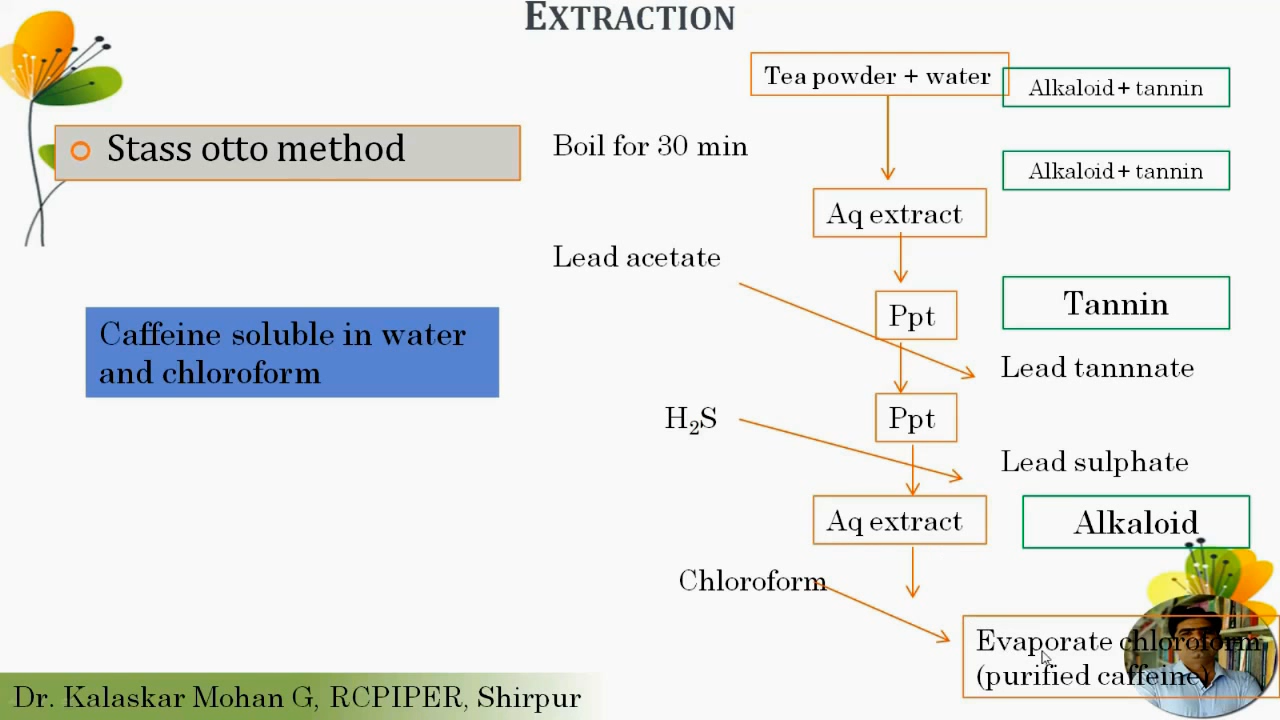 EXTRACTION
Tea powder + water
Alkaloid + tannin
Stass otto method
Boil for 30 min
Alkaloid + tannin
Aq extract
Lead acetate
Ppt
Tannin
Caffeine soluble in water
and chloroform
Lead tannnate
H₂S
Ppt
Lead sulphate
Aq extract
Alkaloid
Chloroform
Evaporate chloroform
(purified caffeine)
Dr. Kalaskar Mohan G, RCPIPER, Shirpur